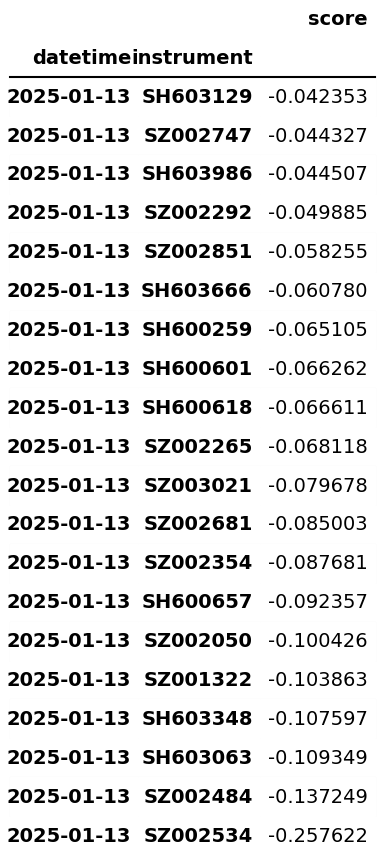 score
datetime instrument
2025-01-13 SH603129 -0.042353
2025-01-13 SZ002747 -0.044327
2025-01-13 SH603986 -0.044507
2025-01-13 SZ002292 -0.049885
2025-01-13 SZ002851 -0.058255
2025-01-13 SH603666 -0.060780
2025-01-13 SH600259 -0.065105
2025-01-13 SH600601 -0.066262
2025-01-13 SH600618 -0.066611
2025-01-13 SZ002265 -0.068118
2025-01-13 SZ003021 -0.079678
2025-01-13 SZ002681 -0.085003
2025-01-13 SZ002354 -0.087681
2025-01-13 SH600657 -0.092357
2025-01-13 SZ002050 -0.100426
2025-01-13 SZ001322 -0.103863
2025-01-13 SH603348 -0.107597
2025-01-13 SH603063 -0.109349
2025-01-13 SZ002484 -0.137249
2025-01-13 SZ002534 -0.257622